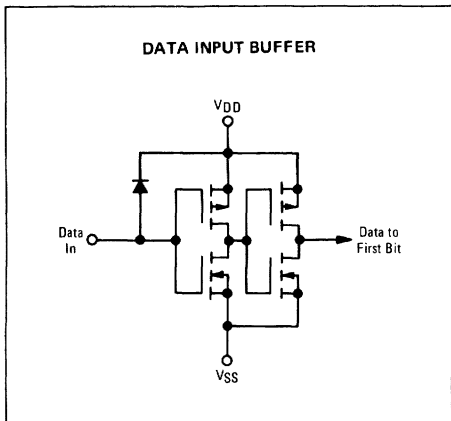 DATA INPUT BUFFER
VDD
Data
In
Data to
First Bit
VSS